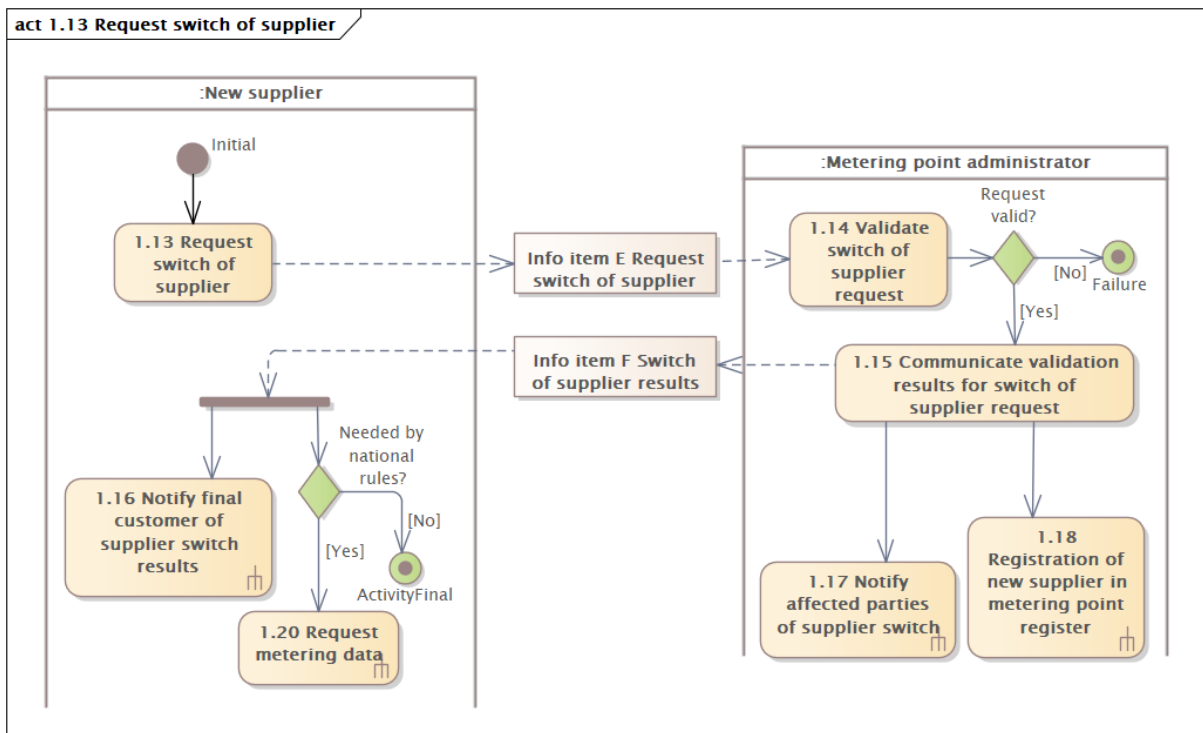 act 1.13 Request switch of supplier
:New supplier
Initial
1.13 Request
switch of
supplier
Info item E Request
switch of supplier
:Metering point administrator
Request
valid?
1.14 Validate
switch of
supplier
request
[No]
Failure
[Yes]
1.15 Communicate validation
results for switch of
supplier request
Info item F Switch
of supplier results
Needed by
national
rules?
1.16 Notify final
customer of
supplier switch
results
[No]
[Yes]
ActivityFinal
1.20 Request
metering data
1.17 Notify
affected parties
of supplier switch
1.18
Registration of
new supplier in
metering point
register